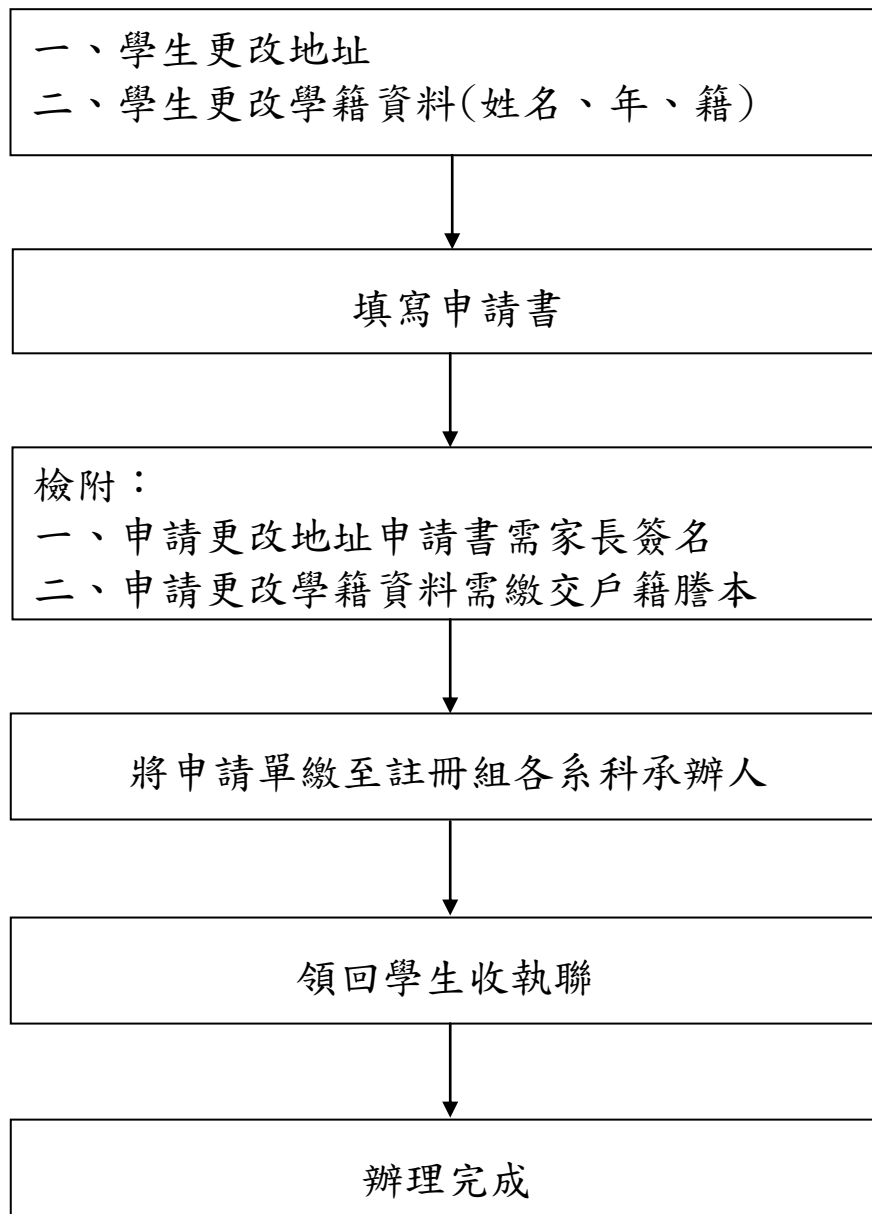 一、學生更改地址
二、學生更改學籍資料(姓名、年、籍)
填寫申請書
檢附：
一、申請更改地址申請書需家長簽名
二、申請更改學籍資料需繳交戶籍謄本
將申請單繳至註冊組各系科承辦人
領回學生收執聯
辦理完成